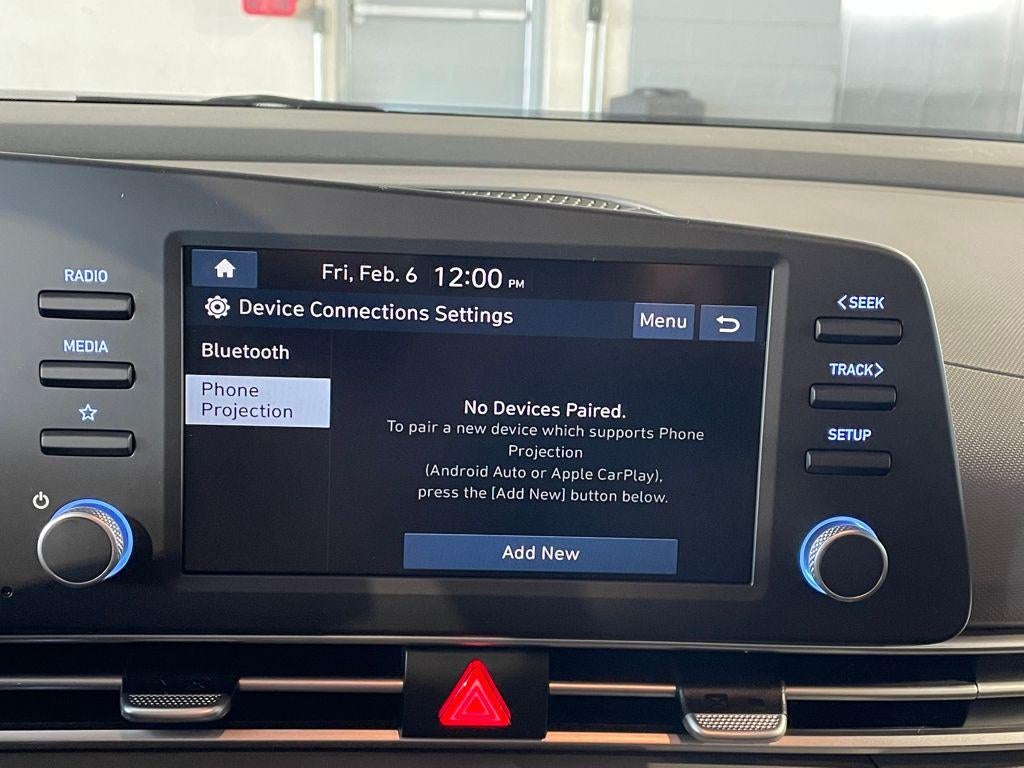 Fri, Feb. 6 12:00 PM
RADIO
<SEEK
Device Connections Settings
Menu
MEDIA
Bluetooth
TRACK>
Phone
Projection
No Devices Paired.
To pair a new device which supports Phone
Projection
(Android Auto or Apple CarPlay),
press the [Add New] button below.
SETUP
Add New